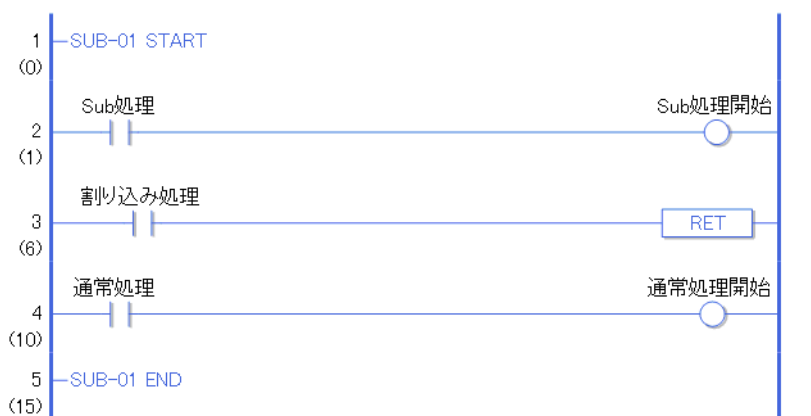 1 SUB-01 START
(0)
Sub処理 Sub処理開始
2
(1)
割り込み処理
3 RET
(6)
通常処理 通常処理開始
4
(10)
5 SUB-01 END
(15)